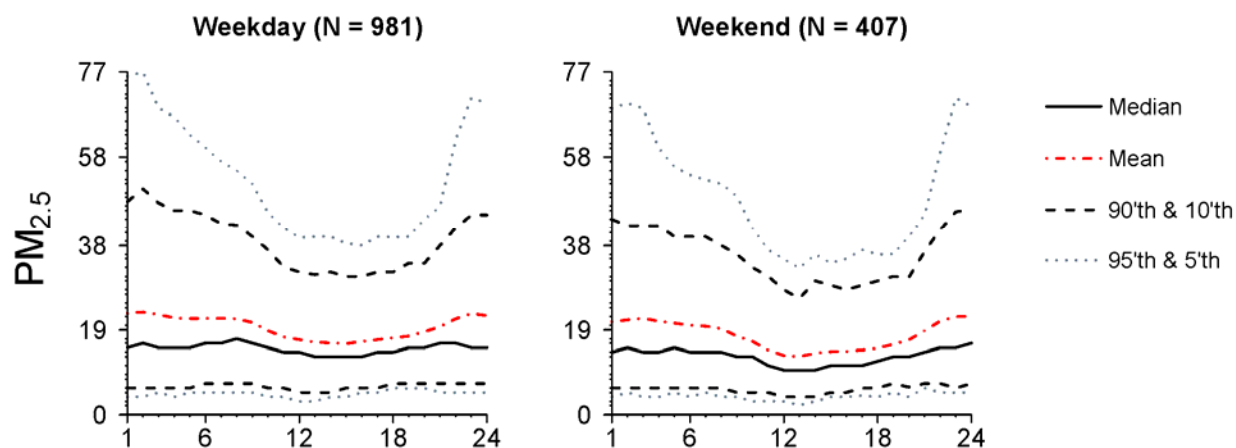 Weekday (N = 981)
Weekend (N = 407)
PM2.5
77
58
38
19
0
1 6 12 18 24
77
58
38
19
0
1 6 12 18 24
Median
Mean
90'th & 10'th
95'th & 5'th